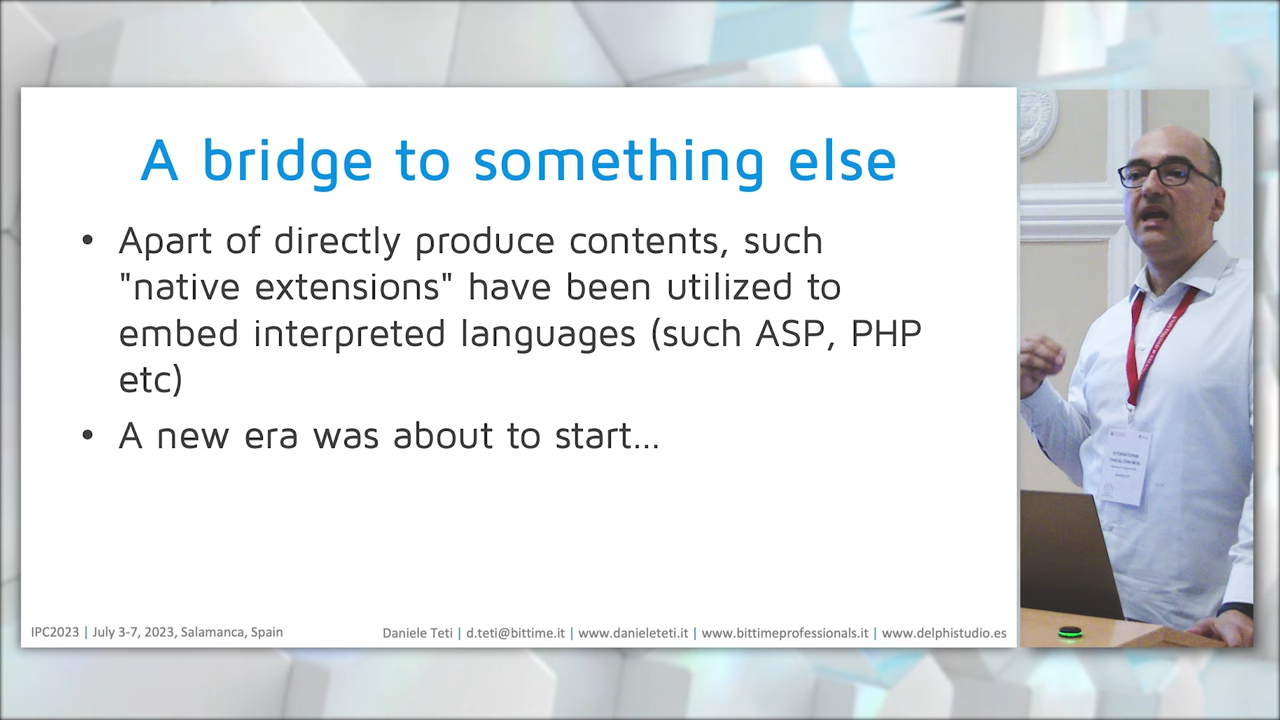 A bridge to something else
• Apart of directly produce contents, such
"native extensions" have been utilized to
embed interpreted languages (such ASP, PHP
etc)
• A new era was about to start...
IPC2023 | July 3-7, 2023, Salamanca, Spain
Daniele Teti | d.teti@bittime.it | www.danieleteti.it | www.bittimeprofessionals.it | www.delphistudio.es
INTERNATIONAL